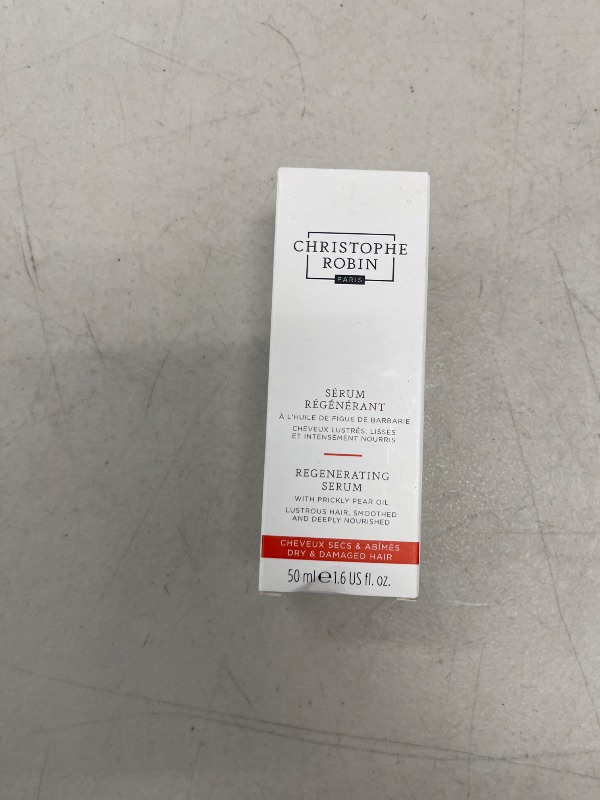 CHRISTOPHE
ROBIN
PARIS
SÉRUM
RÉGÉNÉRANT
À L'HUILE DE FIGUE DE BARBARIE
CHEVEUX LUSTRÉS, LISSÉS
ET INTENSÉMENT NOURRIS
REGENERATING
SERUM
WITH PRICKLY PEAR OIL
LUSTROUS HAIR, SMOOTHED
AND DEEPLY NOURISHED
CHEVEUX SECS & ABÎMÉS
DRY & DAMAGED HAIR
50 ml ℮ 1.6 US fl. oz.